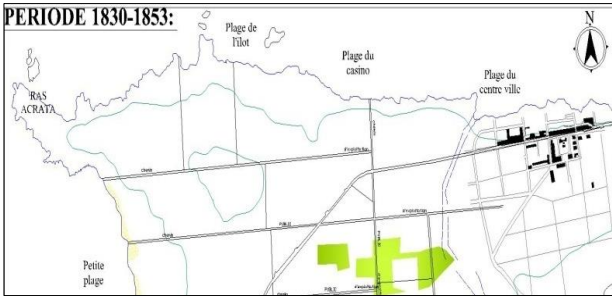 PERIODE 1830-1853:
N
Plage de
l'îlot
Plage du
casino
Plage du
centre ville
RAS
ACRATA
Petite
plage